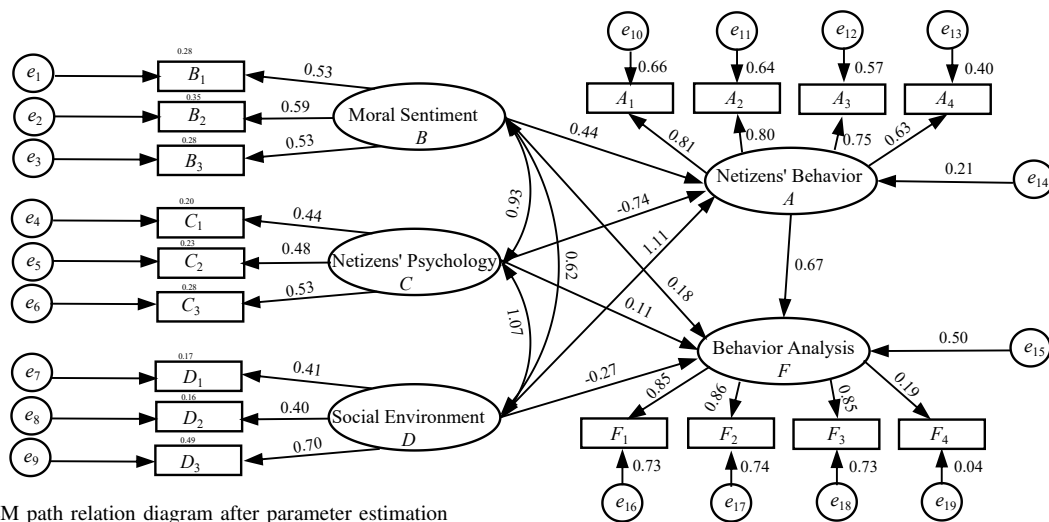 e10
e11
e12
e13
0.66
0.64
0.57
0.40
A1
A2
A3
A4
0.81
0.80
0.75
0.63
e1
0.28
B1
0.53
e2
0.35
B2
0.59
e3
0.28
B3
0.53
Moral Sentiment
B
0.44
Netizens' Behavior
A
0.21
e14
e4
0.20
C1
0.44
e5
0.23
C2
0.48
e6
0.28
C3
0.53
Netizens' Psychology
C
0.93
-0.74
1.11
0.62
0.18
0.11
1.07
0.67
e7
0.17
D1
0.41
e8
0.16
D2
0.40
e9
0.49
D3
0.70
Social Environment
D
-0.27
Behavior Analysis
F
0.50
e15
0.85
0.86
0.85
0.19
F1
F2
F3
F4
0.73
0.74
0.73
0.04
e16
e17
e18
e19
M path relation diagram after parameter estimation